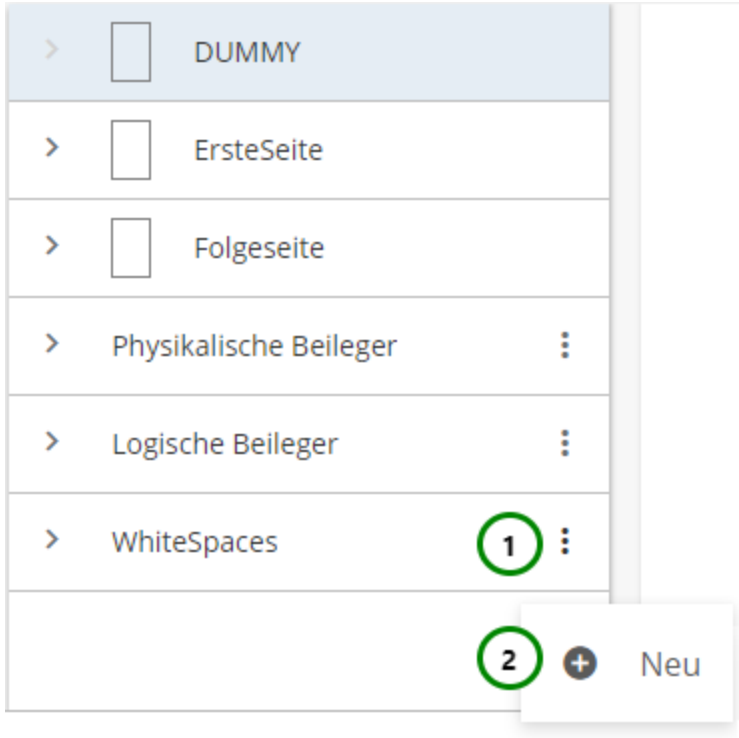 DUMMY
ErsteSeite
Folgeseite
Physikalische Beileger
Logische Beileger
WhiteSpaces 1
2 Neu